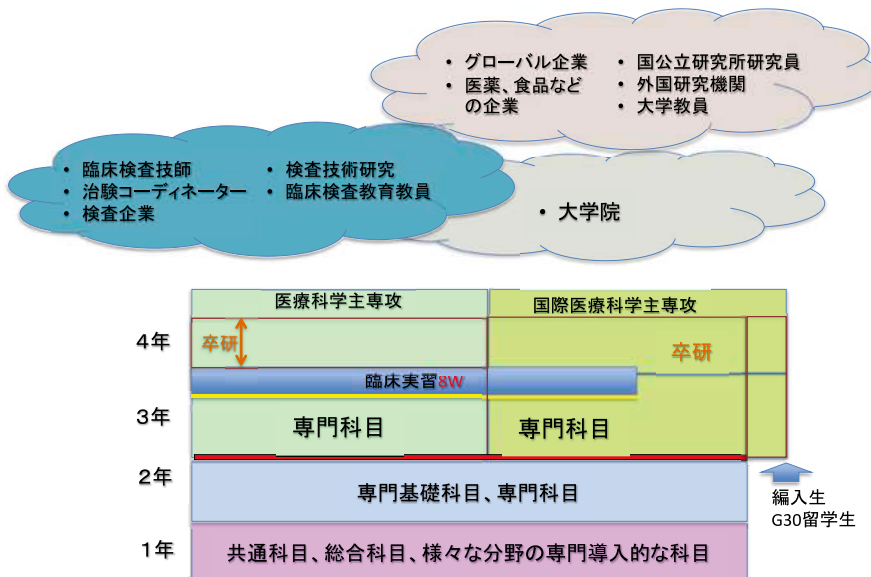 ・ グローバル企業
・ 医薬、食品など
の企業
・ 国公立研究所研究員
・ 外国研究機関
・ 大学教員
・ 臨床検査技師
・ 治験コーディネーター
・ 検査企業
・ 検査技術研究
・ 臨床検査教育教員
・ 大学院
医療科学主専攻
国際医療科学主専攻
4年
卒研
卒研
臨床実習8W
3年
専門科目
専門科目
2年
専門基礎科目、専門科目
編入生
G30留学生
1年
共通科目、総合科目、様々な分野の専門導入的な科目